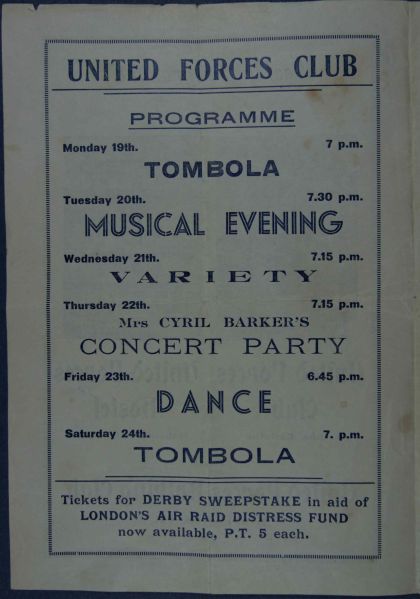 UNITED FORCES CLUB
PROGRAMME
Monday 19th. 7 p.m.
TOMBOLA
Tuesday 20th. 7.30 p.m.
MUSICAL EVENING
Wednesday 21th. 7.15 p.m.
VARIETY
Thursday 22th. 7.15 p.m.
Mrs CYRIL BARKER'S
CONCERT PARTY
Friday 23th. 6.45 p.m.
DANCE
Saturday 24th. 7. p.m.
TOMBOLA
Tickets for DERBY SWEEPSTAKE in aid of
LONDON'S AIR RAID DISTRESS FUND
now available, P.T. 5 each.